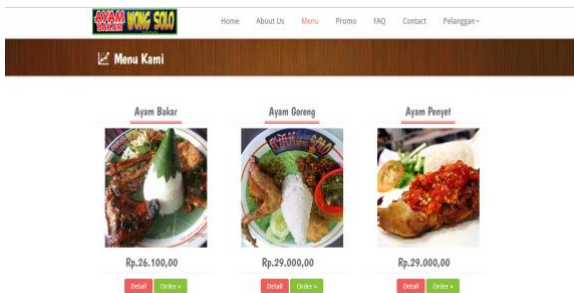 AYAM BAKAR WONG SOLO
Home About Us Menu Promo FAQ Contact Pelanggan
Menu Kami
Ayam Bakar Ayam Goreng Ayam Penyet
Rp.26.100,00 Rp.29.000,00 Rp.29.000,00
Detail Order » Detail Order » Detail Order »